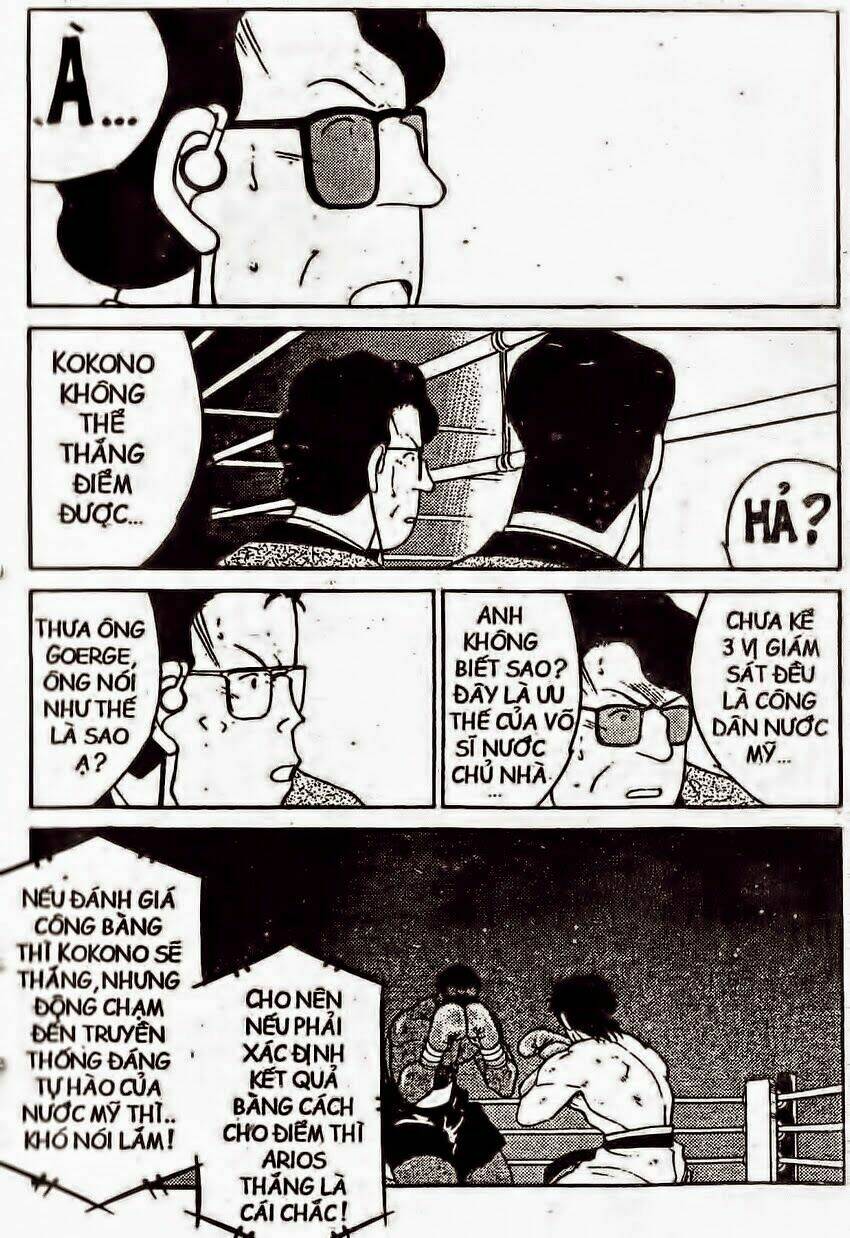 À...
KOKONO
KHÔNG
THỂ
THẮNG
ĐIỂM
ĐƯỢC...
HẢ?
THƯA ÔNG
GOERGE,
ÔNG NÓI
NHƯ THẾ
LÀ SAO
Ạ?
ANH
KHÔNG
BIẾT SAO?
ĐÂY LÀ ƯU
THẾ CỦA VÕ
SĨ NƯỚC
CHỦ NHÀ
...
CHƯA KỂ
3 VỊ GIÁM
SÁT ĐỀU
LÀ CÔNG
DÂN NƯỚC
MỸ...
NẾU ĐÁNH GIÁ
CÔNG BẰNG
THÌ KOKONO SẼ
THẮNG, NHƯNG
ĐỘNG CHẠM
ĐẾN TRUYỀN
THỐNG ĐÁNG
TỰ HÀO CỦA
NƯỚC MỸ THÌ..
KHÓ NÓI LẮM!
CHO NÊN
NẾU PHẢI
XÁC ĐỊNH
KẾT QUẢ
BẰNG CÁCH
CHO ĐIỂM THÌ
ARIOS
THẮNG LÀ
CÁI CHẮC!